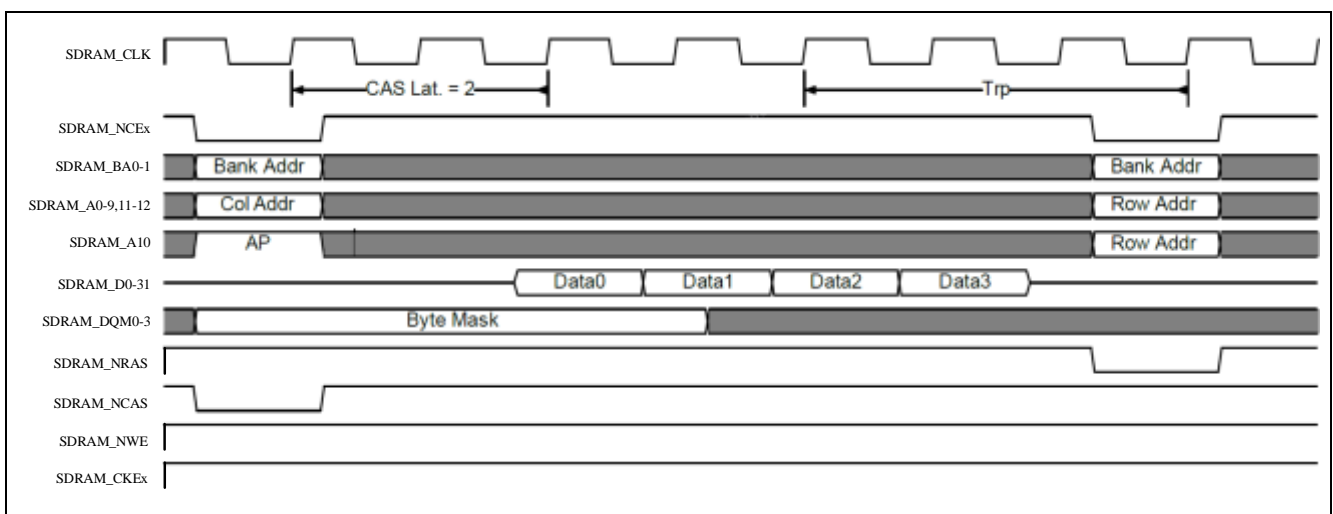 SDRAM_CLK
CAS Lat. = 2 Trp
SDRAM_NCEx
SDRAM_BA0-1 Bank Addr Bank Addr
SDRAM_A0-9,11-12 Col Addr Row Addr
SDRAM_A10 AP Row Addr
SDRAM_D0-31 Data0 Data1 Data2 Data3
SDRAM_DQM0-3 Byte Mask
SDRAM_NRAS
SDRAM_NCAS
SDRAM_NWE
SDRAM_CKEx